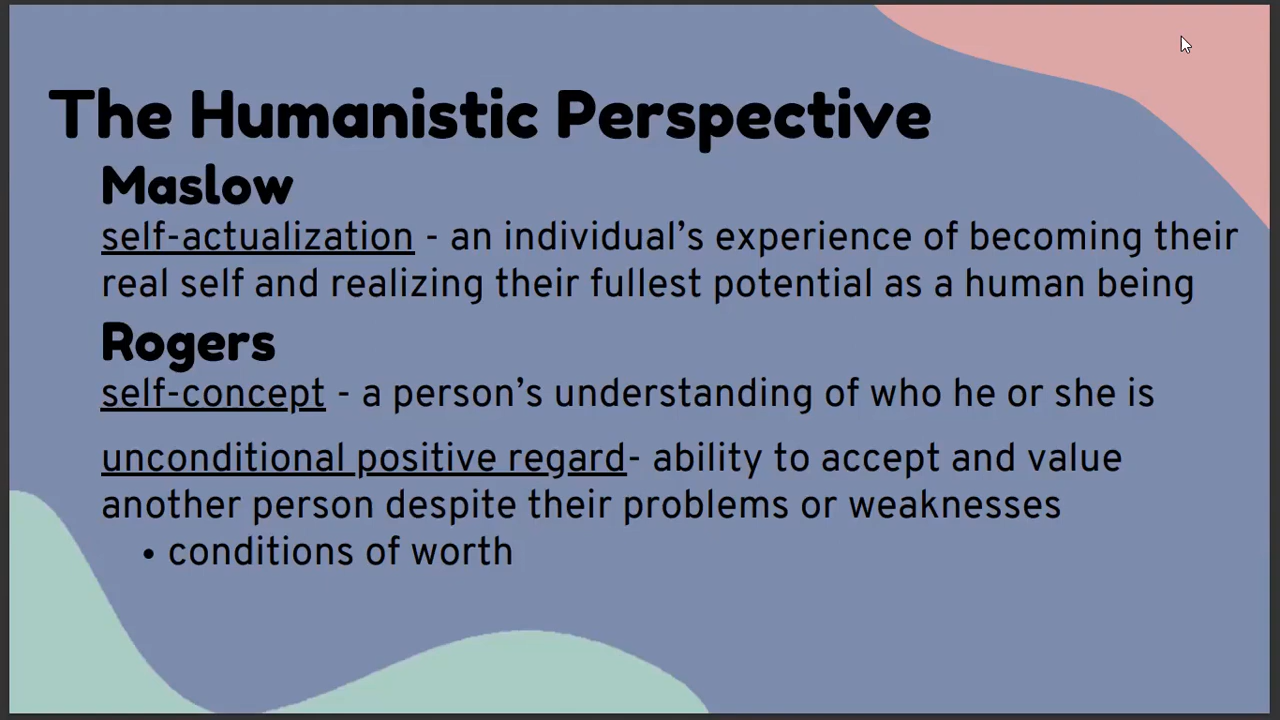 The Humanistic Perspective
Maslow
self-actualization - an individual’s experience of becoming their
real self and realizing their fullest potential as a human being
Rogers
self-concept - a person’s understanding of who he or she is
unconditional positive regard- ability to accept and value
another person despite their problems or weaknesses
• conditions of worth